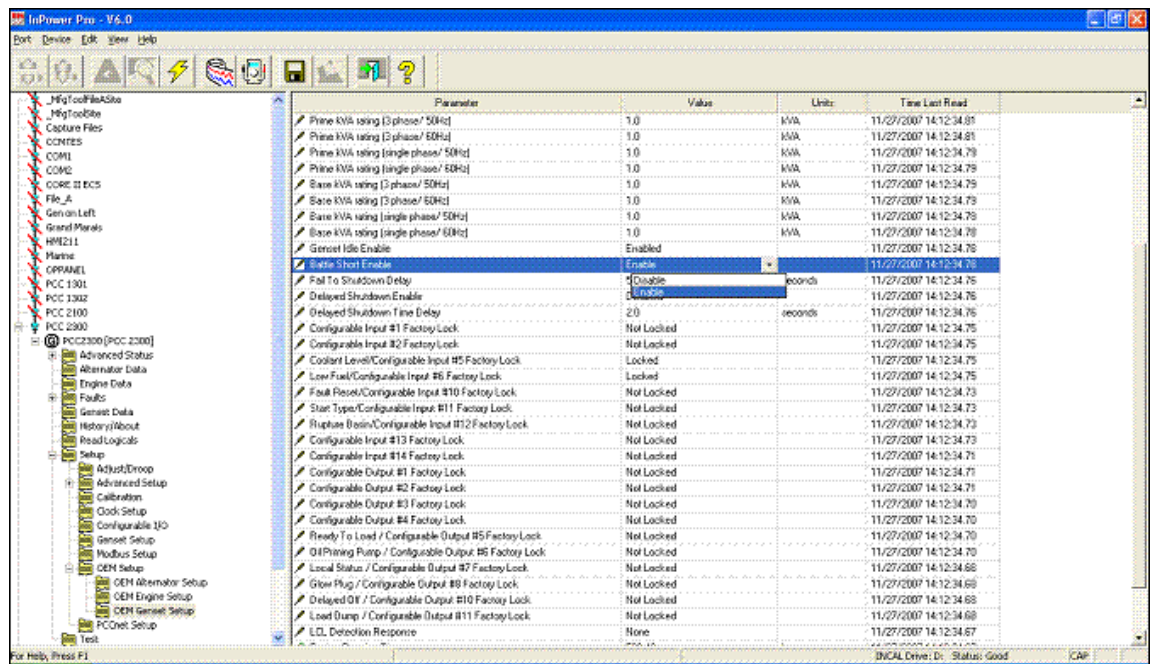 InPower Pro - V6.0
Port Device Edit View Help
_MfgToolFileASite
_MfgToolSite
Capture Files
CCMTES
COM1
COM2
CORE II ECS
File_A
Gen on Left
Grand Marais
HMI211
Marine
OPPANEL
PCC 1301
PCC 1302
PCC 2100
PCC 2300
PCC2300 [PCC 2300]
Advanced Status
Alternator Data
Engine Data
Faults
Genset Data
History/About
Read Logicals
Setup
Adjust/Droop
Advanced Setup
Calibration
Clock Setup
Configurable I/O
Genset Setup
Modbus Setup
OEM Setup
OEM Alternator Setup
OEM Engine Setup
OEM Genset Setup
PCCnet Setup
Test
Parameter Value Units Time Last Read
Prime kVA rating (3 phase/ 50Hz) 1.0 kVA 11/27/2007 14:12:34.81
Prime kVA rating (3 phase/ 60Hz) 1.0 kVA 11/27/2007 14:12:34.81
Prime kVA rating (single phase/ 50Hz) 1.0 kVA 11/27/2007 14:12:34.79
Prime kVA rating (single phase/ 60Hz) 1.0 kVA 11/27/2007 14:12:34.79
Base kVA rating (3 phase/ 50Hz) 1.0 kVA 11/27/2007 14:12:34.79
Base kVA rating (3 phase/ 60Hz) 1.0 kVA 11/27/2007 14:12:34.79
Base kVA rating (single phase/ 50Hz) 1.0 kVA 11/27/2007 14:12:34.78
Base kVA rating (single phase/ 60Hz) 1.0 kVA 11/27/2007 14:12:34.78
Genset Idle Enable Enabled 11/27/2007 14:12:34.76
Battle Short Enable Enable 11/27/2007 14:12:34.76
Fail To Shutdown Delay 11/27/2007 14:12:34.76
Disable
Enable
Delayed Shutdown Enable 11/27/2007 14:12:34.76
Delayed Shutdown Time Delay 2.0 seconds 11/27/2007 14:12:34.76
Configurable Input #1 Factory Lock Not Locked 11/27/2007 14:12:34.75
Configurable Input #2 Factory Lock Not Locked 11/27/2007 14:12:34.75
Coolant Level/Configurable Input #5 Factory Lock Locked 11/27/2007 14:12:34.75
Low Fuel/Configurable Input #6 Factory Lock Locked 11/27/2007 14:12:34.75
Fault Reset/Configurable Input #10 Factory Lock Not Locked 11/27/2007 14:12:34.73
Start Type/Configurable Input #11 Factory Lock Not Locked 11/27/2007 14:12:34.73
Rupture Basin/Configurable Input #12 Factory Lock Not Locked 11/27/2007 14:12:34.73
Configurable Input #13 Factory Lock Not Locked 11/27/2007 14:12:34.71
Configurable Input #14 Factory Lock Not Locked 11/27/2007 14:12:34.71
Configurable Output #1 Factory Lock Not Locked 11/27/2007 14:12:34.71
Configurable Output #2 Factory Lock Not Locked 11/27/2007 14:12:34.71
Configurable Output #3 Factory Lock Not Locked 11/27/2007 14:12:34.70
Configurable Output #4 Factory Lock Not Locked 11/27/2007 14:12:34.70
Ready To Load / Configurable Output #5 Factory Lock Not Locked 11/27/2007 14:12:34.70
Oil Priming Pump / Configurable Output #6 Factory Lock Not Locked 11/27/2007 14:12:34.70
Local Status / Configurable Output #7 Factory Lock Not Locked 11/27/2007 14:12:34.68
Glow Plug / Configurable Output #8 Factory Lock Not Locked 11/27/2007 14:12:34.68
Delayed Off / Configurable Output #10 Factory Lock Not Locked 11/27/2007 14:12:34.68
Load Dump / Configurable Output #11 Factory Lock Not Locked 11/27/2007 14:12:34.68
LCL Detection Response None 11/27/2007 14:12:34.67
For Help, Press F1 INCAL Drive: D: Status: Good CAP